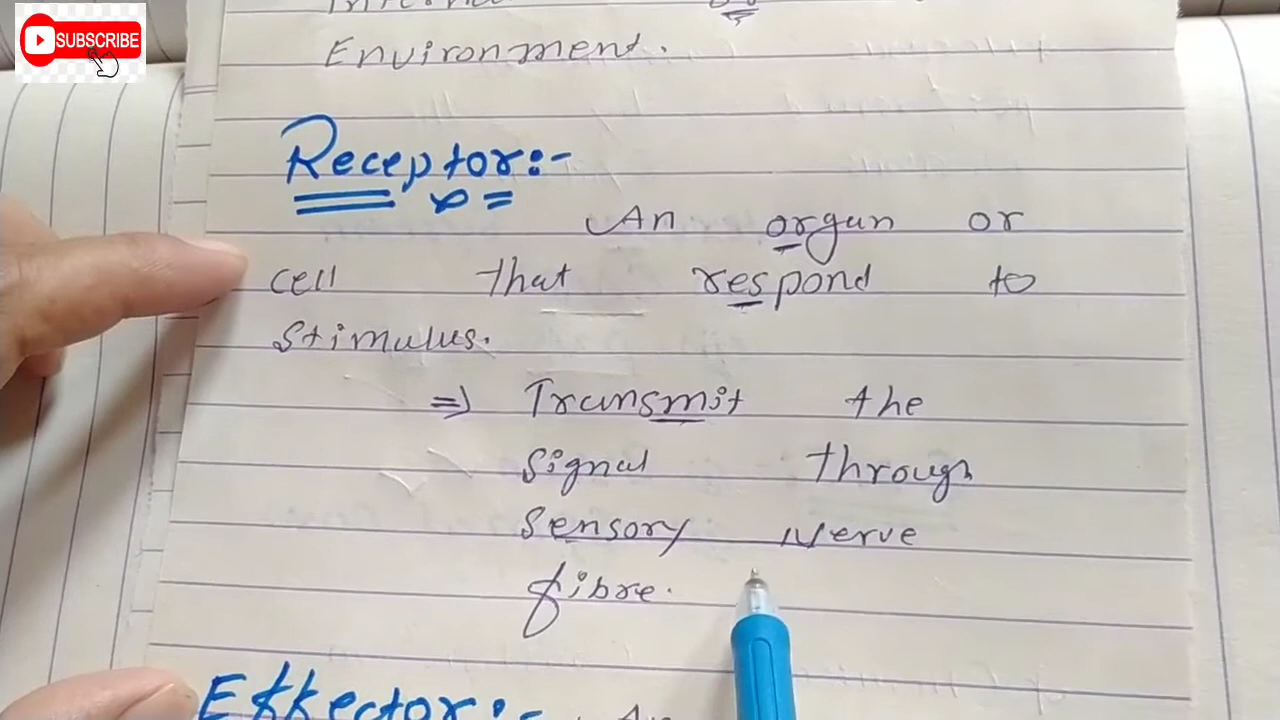 SUBSCRIBE
Environment.
Receptor:-
An organ or
cell that respond to
stimulus.
⇒ Transmit the
signal through
sensory Nerve
fibre.
Effector:- An